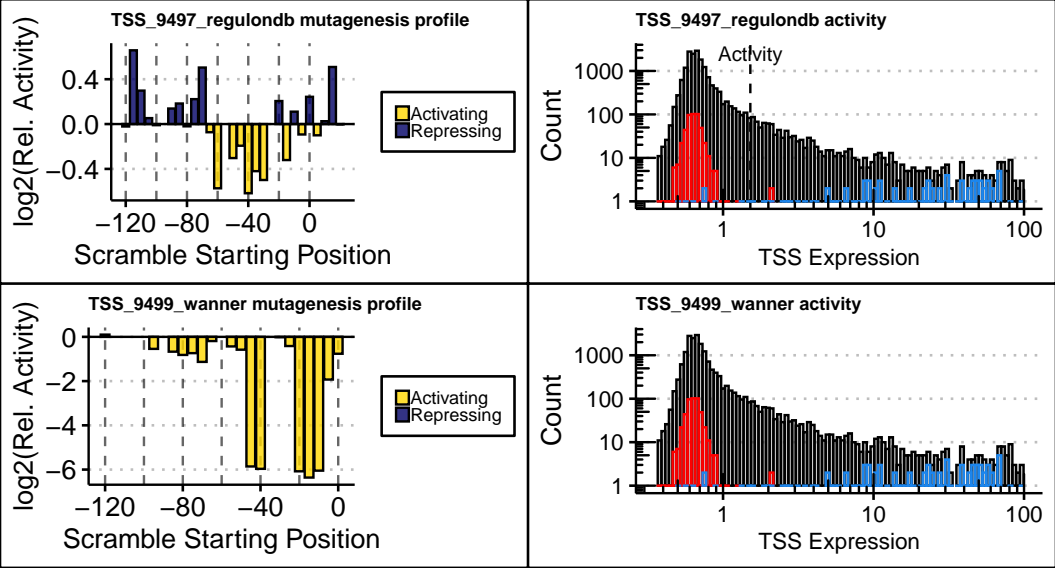 TSS_9497_regulondb mutagenesis profile
log2(Rel. Activity)
0.4
0.0
−0.4
−120
−80
−40
0
Scramble Starting Position
Activating
Repressing
TSS_9497_regulondb activity
Activity
Count
1000
100
10
1
1
10
100
TSS Expression
TSS_9499_wanner mutagenesis profile
log2(Rel. Activity)
0
−2
−4
−6
−120
−80
−40
0
Scramble Starting Position
Activating
Repressing
TSS_9499_wanner activity
Count
1000
100
10
1
1
10
100
TSS Expression